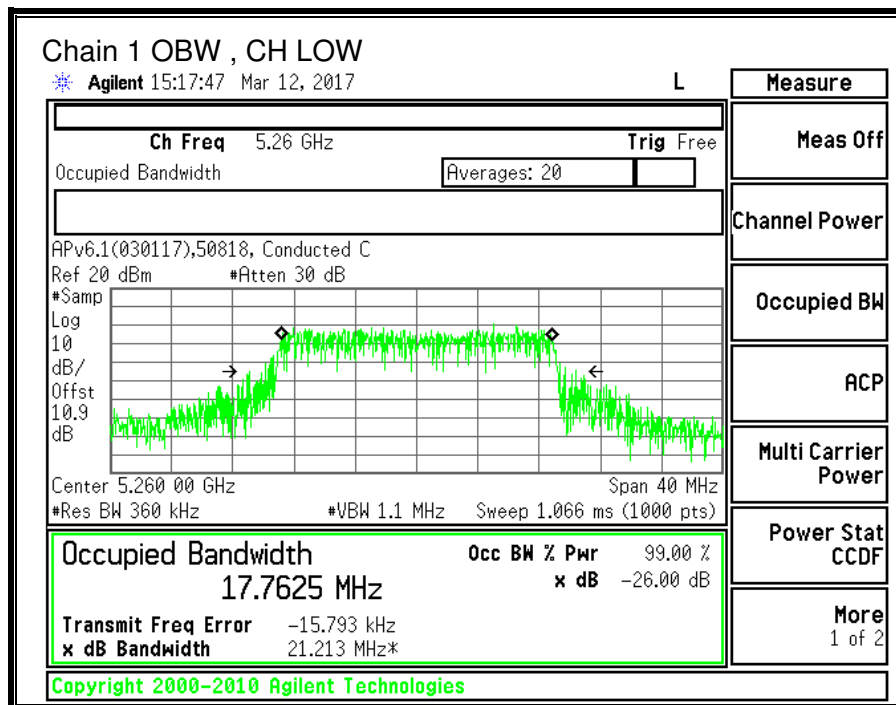 Chain 1 OBW , CH LOW
Agilent 15:17:47 Mar 12, 2017 L
Measure
Ch Freq 5.26 GHz Trig Free
Occupied Bandwidth Averages: 20
APv6.1(030117),50818, Conducted C
Ref 20 dBm #Atten 30 dB
#Samp
Log
10
dB/
Offst
10.9
dB
Center 5.260 00 GHz Span 40 MHz
#Res BW 360 kHz #VBW 1.1 MHz Sweep 1.066 ms (1000 pts)
Occupied Bandwidth Occ BW % Pwr 99.00 %
17.7625 MHz x dB -26.00 dB
Transmit Freq Error -15.793 kHz
x dB Bandwidth 21.213 MHz*
Meas Off
Channel Power
Occupied BW
ACP
Multi Carrier
Power
Power Stat
CCDF
More
1 of 2
Copyright 2000-2010 Agilent Technologies